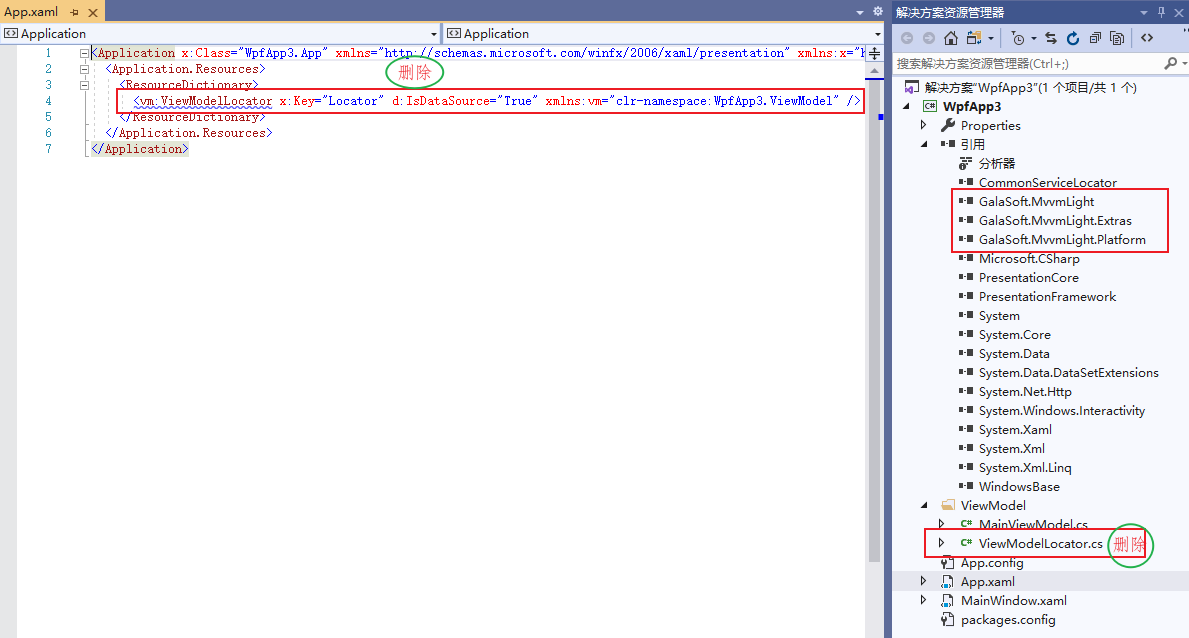 App.xaml
解决方案资源管理器
Application
Application
搜索解决方案资源管理器(Ctrl+;)
1 <Application x:Class="WpfApp3.App" xmlns="http://schemas.microsoft.com/winfx/2006/xaml/presentation" xmlns:x="h
2 <Application.Resources>
删除
3 <ResourceDictionary>
4 <vm:ViewModelLocator x:Key="Locator" d:IsDataSource="True" xmlns:vm="clr-namespace:WpfApp3.ViewModel" />
5 </ResourceDictionary>
6 </Application.Resources>
7 </Application>
解决方案"WpfApp3"(1 个项目/共 1 个)
C# WpfApp3
Properties
引用
分析器
CommonServiceLocator
GalaSoft.MvvmLight
GalaSoft.MvvmLight.Extras
GalaSoft.MvvmLight.Platform
Microsoft.CSharp
PresentationCore
PresentationFramework
System
System.Core
System.Data
System.Data.DataSetExtensions
System.Net.Http
System.Windows.Interactivity
System.Xaml
System.Xml
System.Xml.Linq
WindowsBase
ViewModel
C# MainViewModel.cs
C# ViewModelLocator.cs 删除
App.config
App.xaml
MainWindow.xaml
packages.config